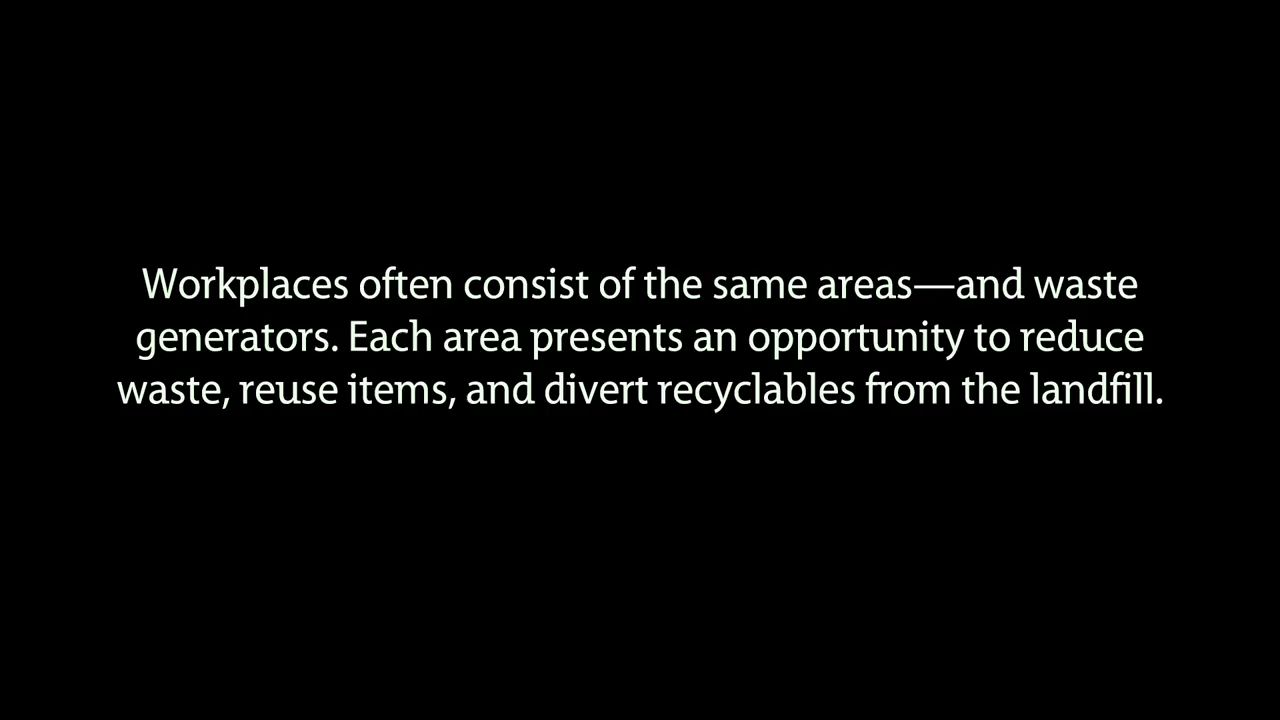 Workplaces often consist of the same areas—and waste
generators. Each area presents an opportunity to reduce
waste, reuse items, and divert recyclables from the landfill.